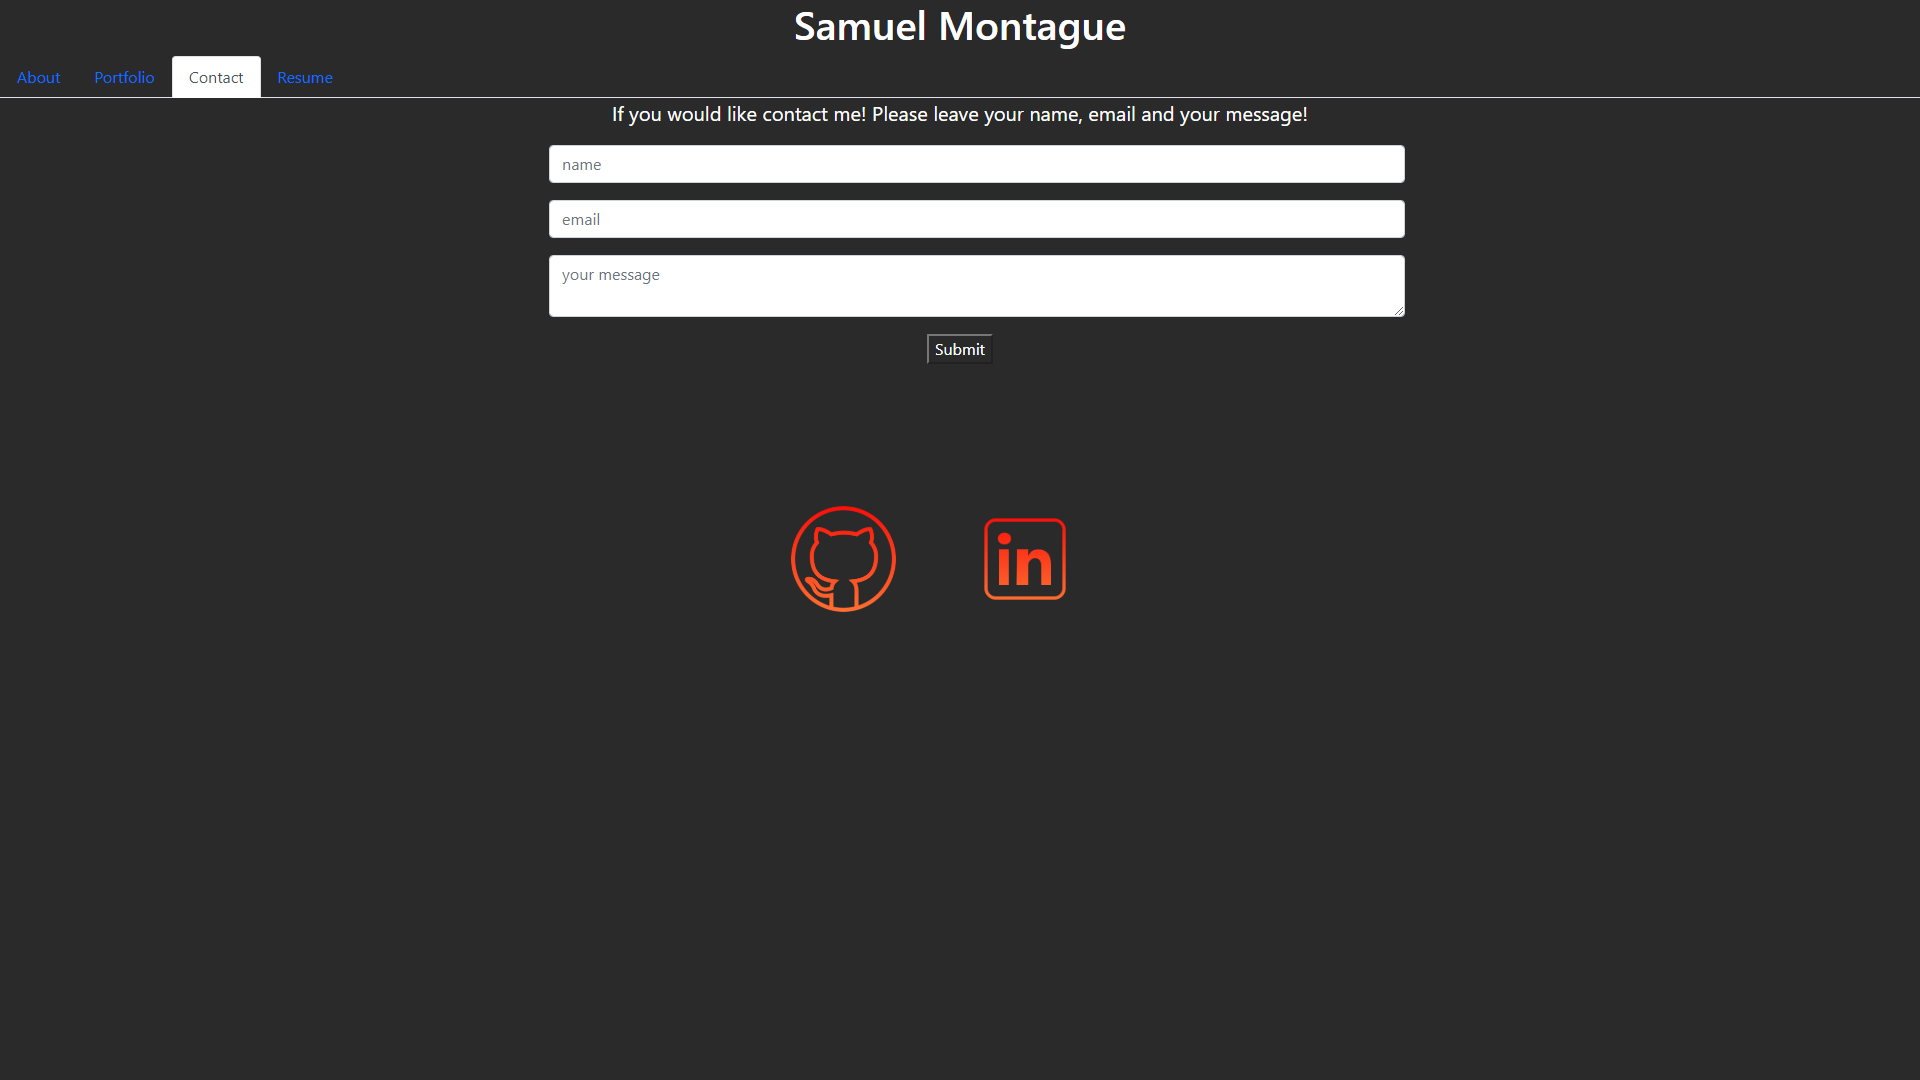 Samuel Montague
About Portfolio Contact Resume
If you would like contact me! Please leave your name, email and your message!
name
email
your message
Submit
in